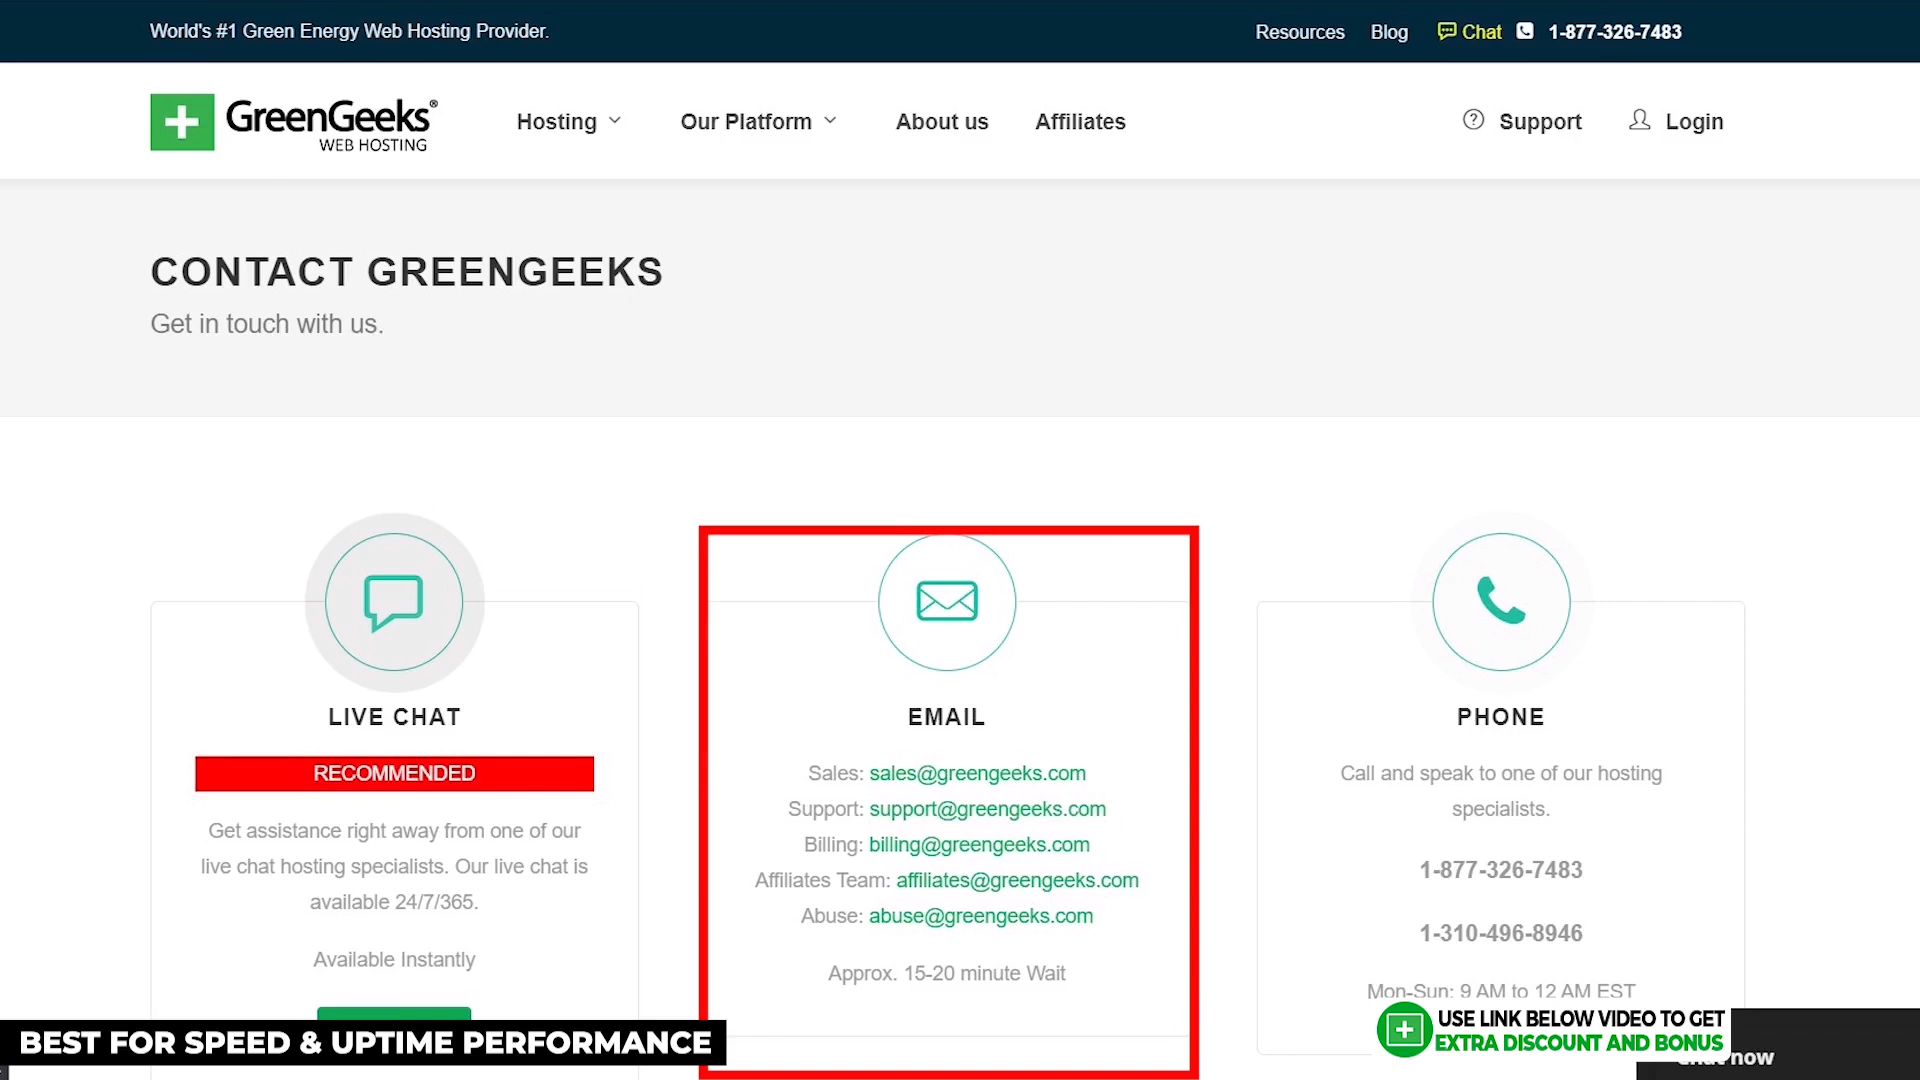 World's #1 Green Energy Web Hosting Provider.
Resources Blog Chat 1-877-326-7483
GreenGeeks®
WEB HOSTING
Hosting Our Platform About us Affiliates
Support Login
CONTACT GREENGEEKS
Get in touch with us.
LIVE CHAT
RECOMMENDED
Get assistance right away from one of our
live chat hosting specialists. Our live chat is
available 24/7/365.
Available Instantly
EMAIL
Sales: sales@greengeeks.com
Support: support@greengeeks.com
Billing: billing@greengeeks.com
Affiliates Team: affiliates@greengeeks.com
Abuse: abuse@greengeeks.com
Approx. 15-20 minute Wait
PHONE
Call and speak to one of our hosting
specialists.
1-877-326-7483
1-310-496-8946
Mon-Sun: 9 AM to 12 AM EST
BEST FOR SPEED & UPTIME PERFORMANCE
USE LINK BELOW VIDEO TO GET
EXTRA DISCOUNT AND BONUS
now